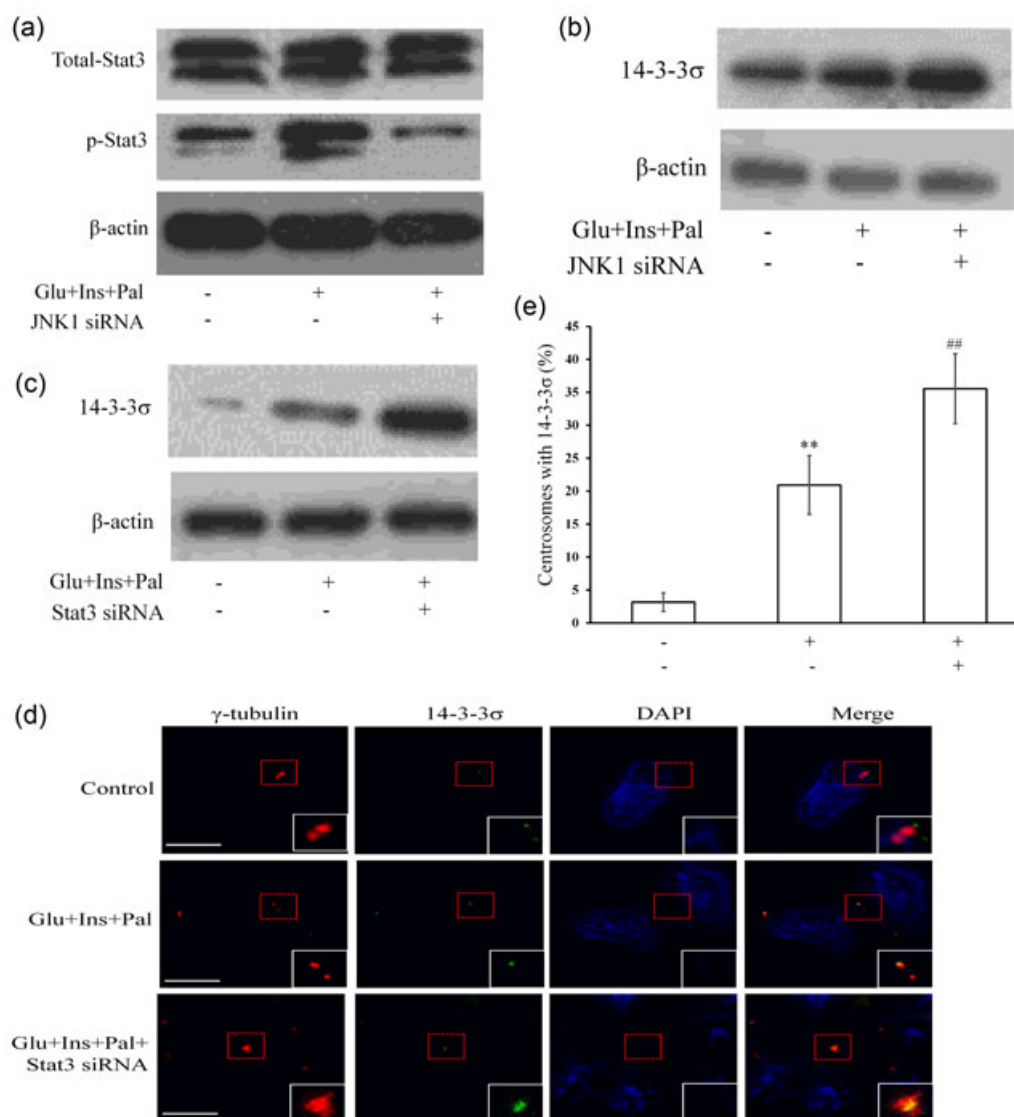 (a)
Total-Stat3
p-Stat3
β-actin
Glu+Ins+Pal - + +
JNK1 siRNA - - +
(b)
14-3-3σ
β-actin
Glu+Ins+Pal - + +
JNK1 siRNA - - +
(c)
14-3-3σ
β-actin
Glu+Ins+Pal - + +
Stat3 siRNA - - +
(e)
Centrosomes with 14-3-3σ (%)
45
40
35
30
25
20
15
10
5
0
**
##
- + +
- - +
(d)
γ-tubulin 14-3-3σ DAPI Merge
Control
Glu+Ins+Pal
Glu+Ins+Pal+
Stat3 siRNA